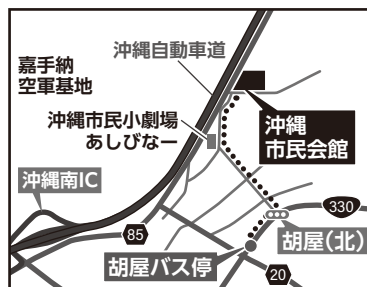 嘉手納
空軍基地
沖縄自動車道
沖縄市民小劇場
あしびなー
沖縄
市民会館
沖縄南IC
330
85
胡屋(北)
胡屋バス停
20